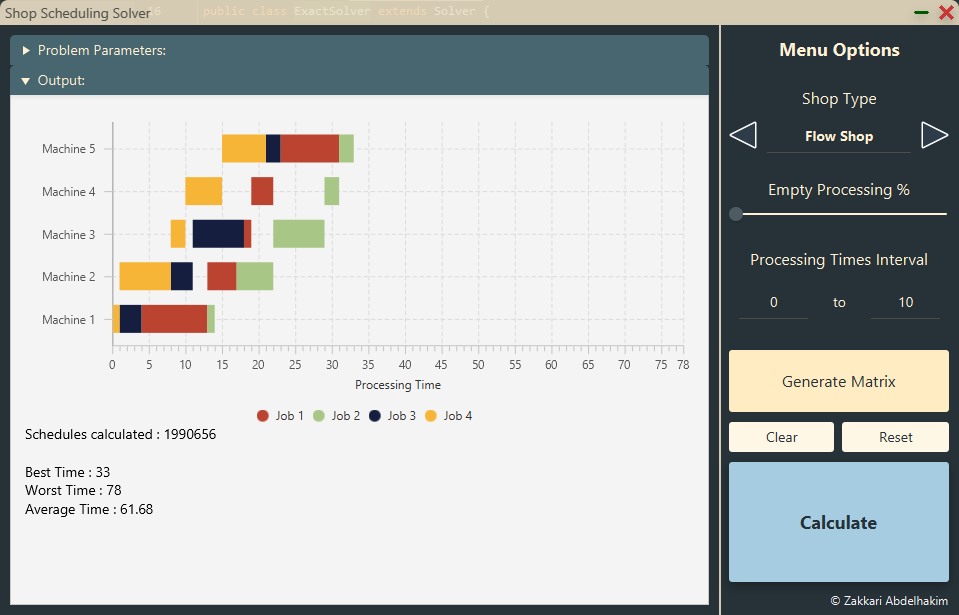 Shop Scheduling Solver
16 public class ExactSolver extends Solver {
Problem Parameters:
Output:
Machine 5
Machine 4
Machine 3
Machine 2
Machine 1
0 5 10 15 20 25 30 35 40 45 50 55 60 65 70 75 78
Processing Time
Job 1 Job 2 Job 3 Job 4
Schedules calculated : 1990656
Best Time : 33
Worst Time : 78
Average Time : 61.68
Menu Options
Shop Type
Flow Shop
Empty Processing %
Processing Times Interval
0 to 10
Generate Matrix
Clear Reset
Calculate
© Zakkari Abdelhakim